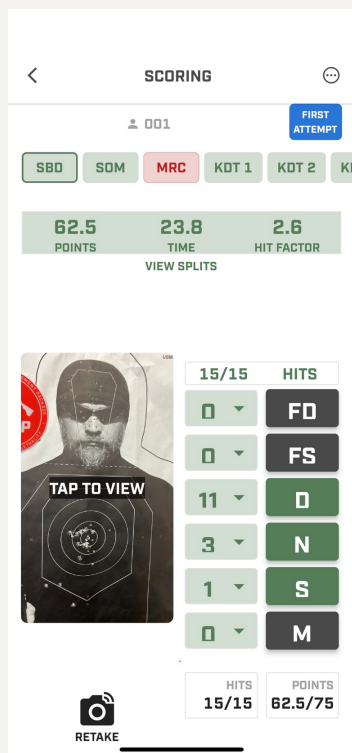 SCORING
001
FIRST
ATTEMPT
SBD SOM MRC KDT 1 KDT 2
62.5 23.8 2.6
POINTS TIME HIT FACTOR
VIEW SPLITS
15/15 HITS
0 FD
0 FS
TAP TO VIEW
11 D
3 N
1 S
0 M
HITS POINTS
15/15 62.5/75
RETAKE